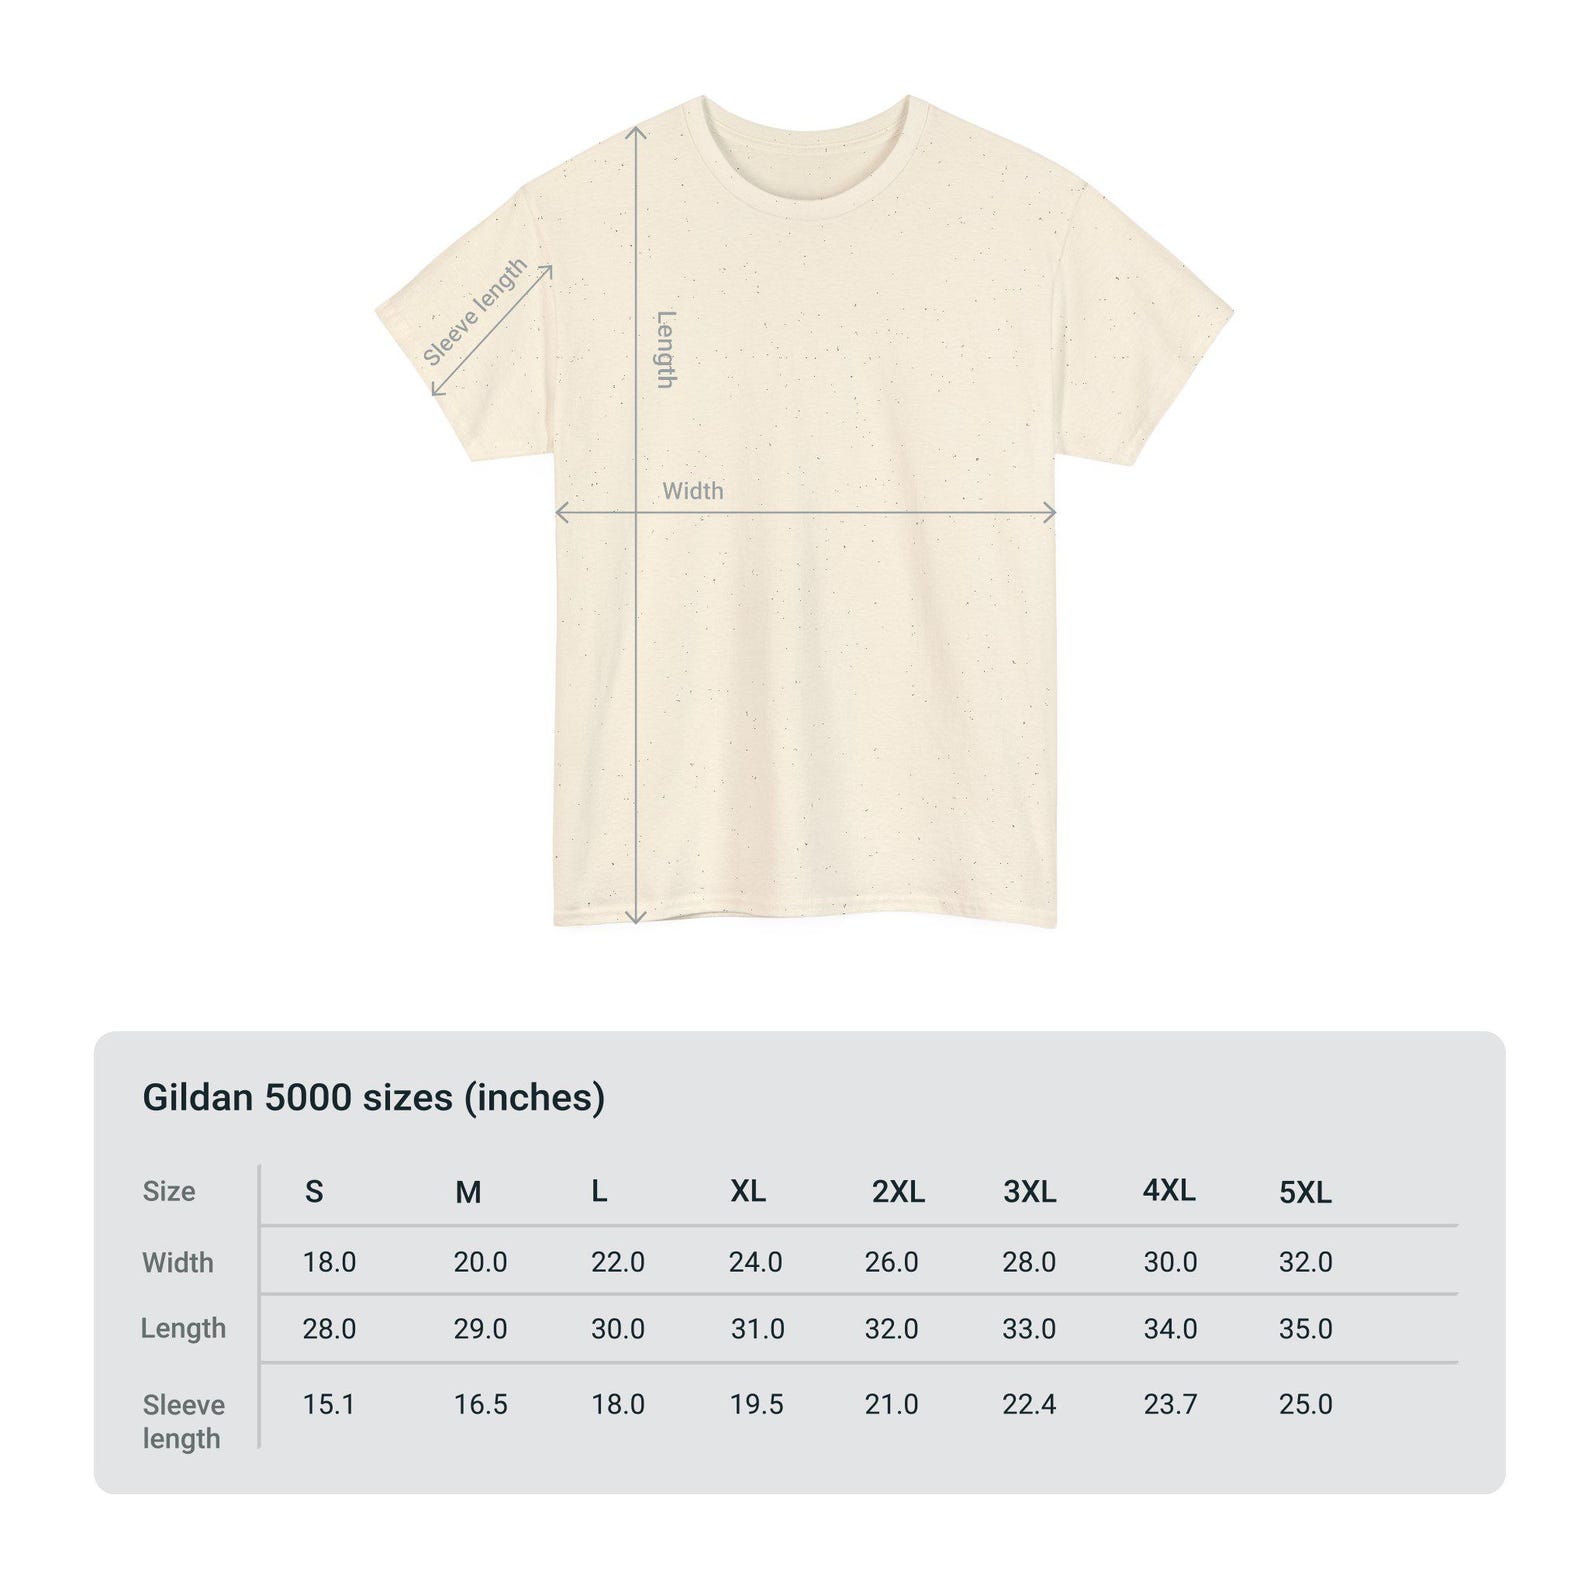 Sleeve length
Length
Width
Gildan 5000 sizes (inches)
Size S M L XL 2XL 3XL 4XL 5XL
Width 18.0 20.0 22.0 24.0 26.0 28.0 30.0 32.0
Length 28.0 29.0 30.0 31.0 32.0 33.0 34.0 35.0
Sleeve length 15.1 16.5 18.0 19.5 21.0 22.4 23.7 25.0